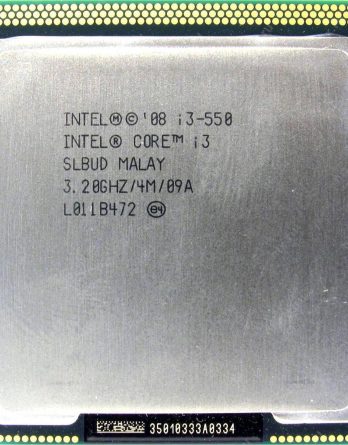 INTEL®©'08 i3-550
INTEL® CORE™ i3
SLBUD MALAY
3.20GHZ/4M/09A
L011B472 e4
35010333A0334